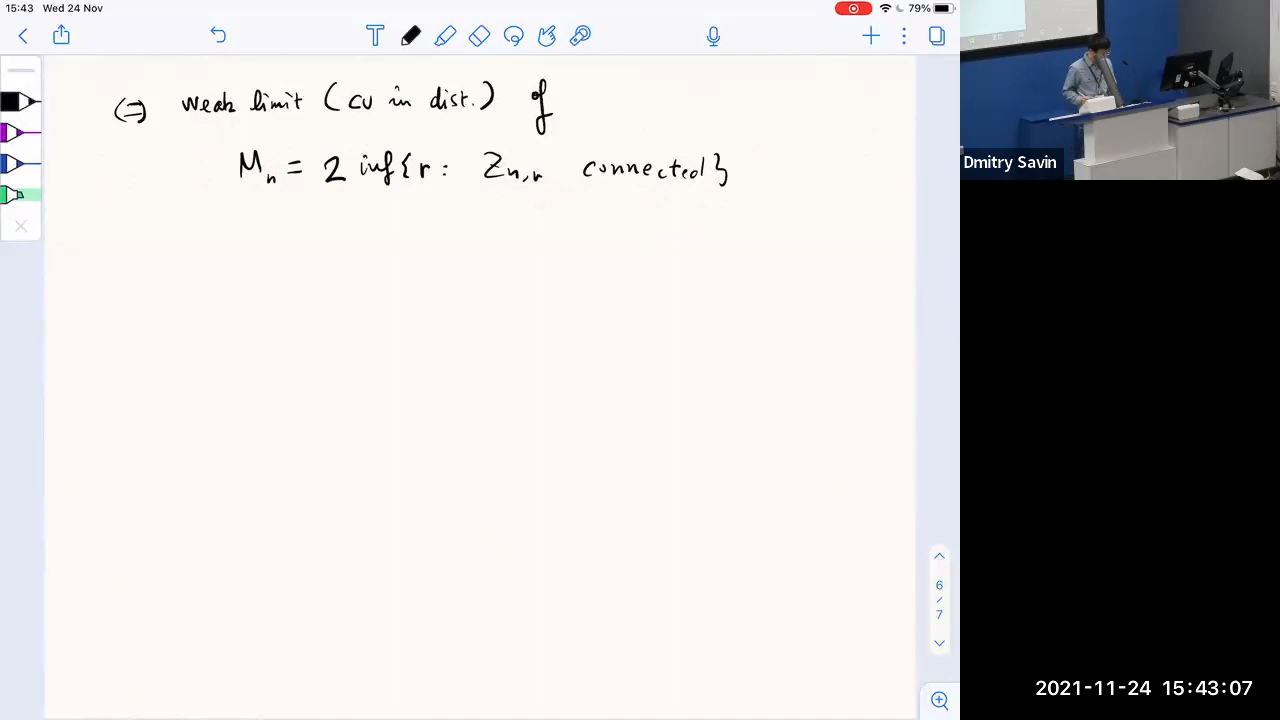 15:43 Wed 24 Nov
79%
(=) weak limit (cv in dist.) of
M_n = 2 inf{r : Z_{n,r} connected}
Dmitry Savin
6
/
7
2021-11-24 15:43:07